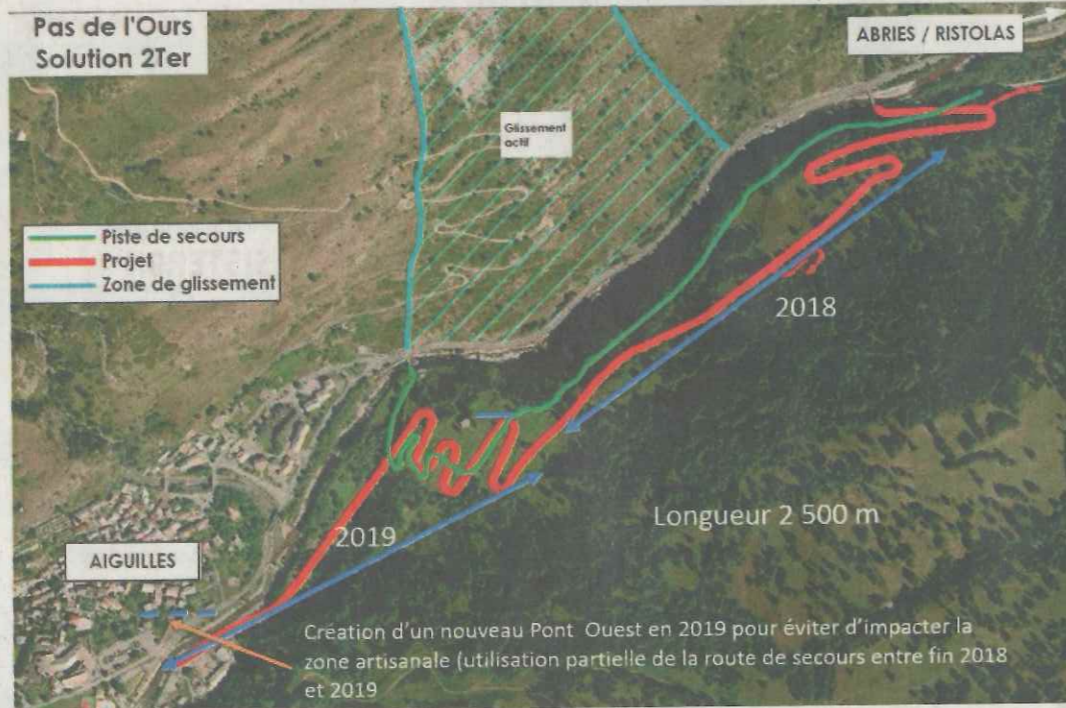 Pas de l'Ours
Solution 2Ter
ABRIES / RISTOLAS
Glissement
actif
Piste de secours
Projet
Zone de glissement
2018
2019
Longueur 2 500 m
AIGUILLES
Création d'un nouveau Pont Ouest en 2019 pour éviter d'impacter la
zone artisanale (utilisation partielle de la route de secours entre fin 2018
et 2019